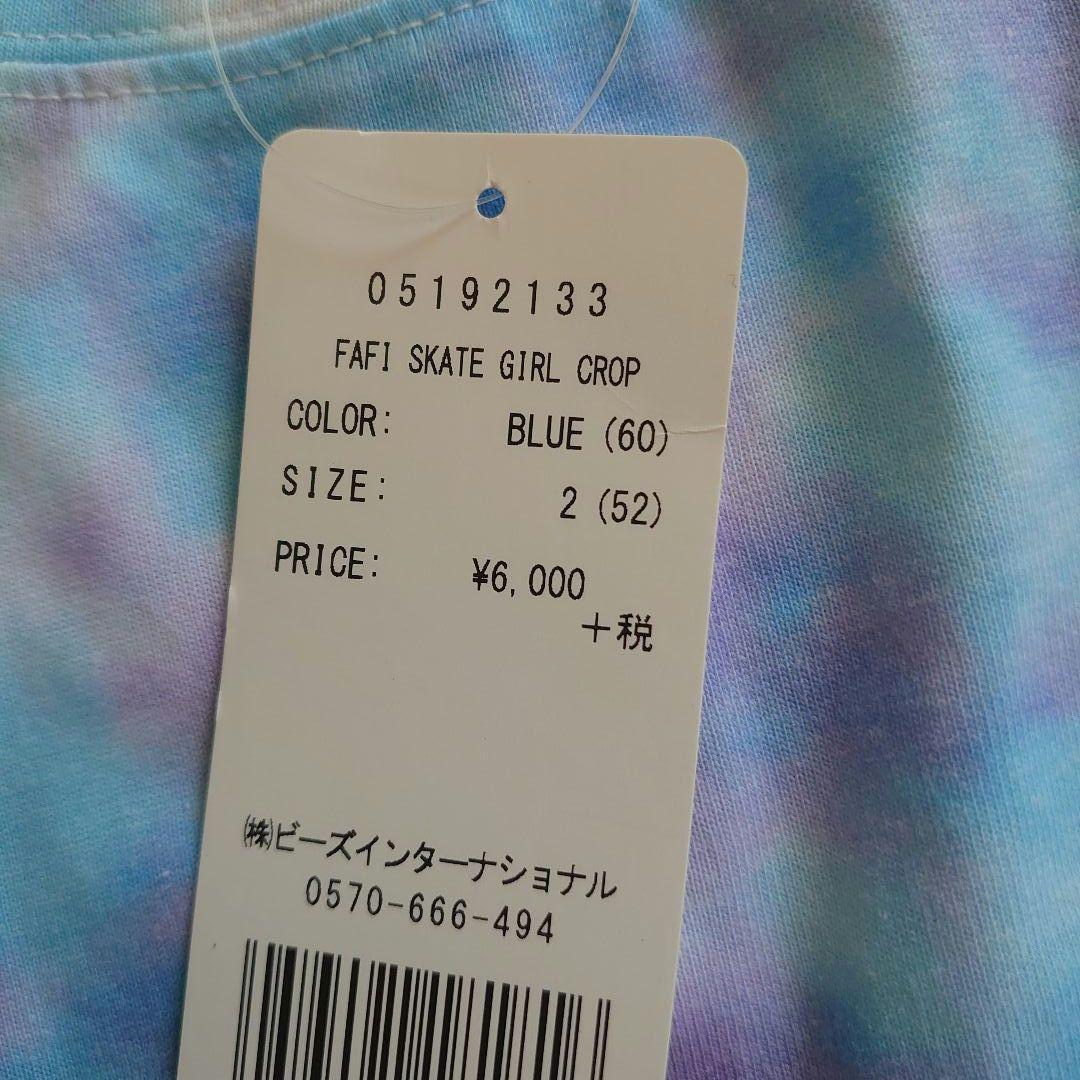 05192133
FAFI SKATE GIRL CROP
COLOR: BLUE (60)
SIZE: 2 (52)
PRICE: ¥6,000
+税
㈱ビーズインターナショナル
0570-666-494